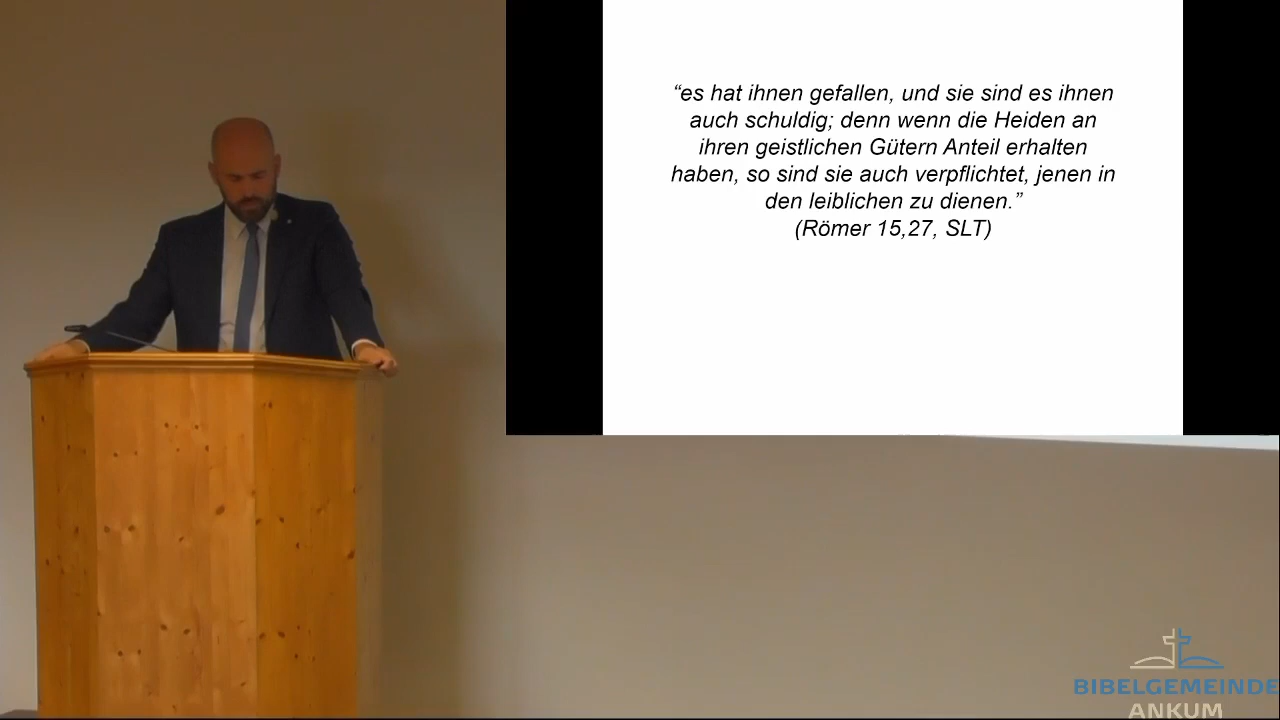 “es hat ihnen gefallen, und sie sind es ihnen
auch schuldig; denn wenn die Heiden an
ihren geistlichen Gütern Anteil erhalten
haben, so sind sie auch verpflichtet, jenen in
den leiblichen zu dienen.”
(Römer 15,27, SLT)
BIBELGEMEINDE
ANKUM